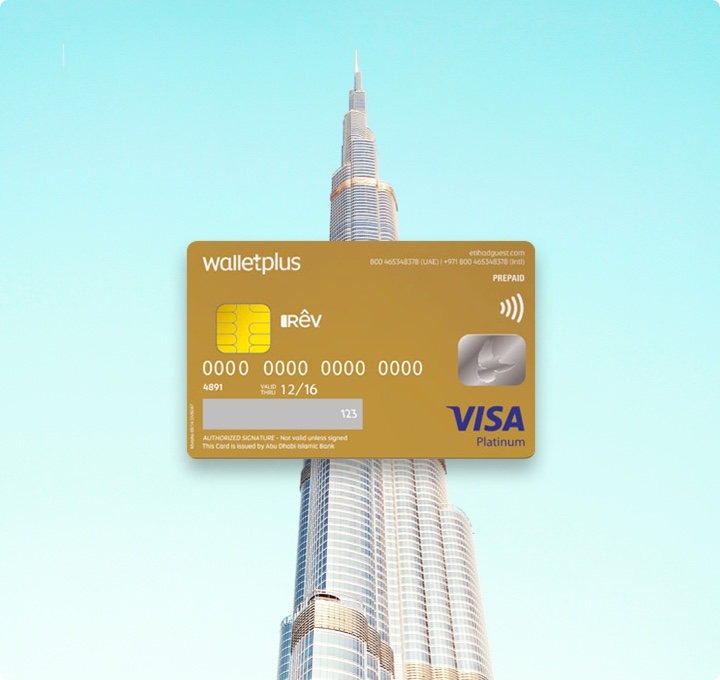 walletplus
etihadguest.com
800 465348378 (UAE) | +971 800 465348378 (Intl)
PREPAID
Rêv
0000 0000 0000 0000
4891
VALID THRU 12/16
123
VISA
Platinum
AUTHORIZED SIGNATURE - Not valid unless signed
This Card is issued by Abu Dhabi Islamic Bank